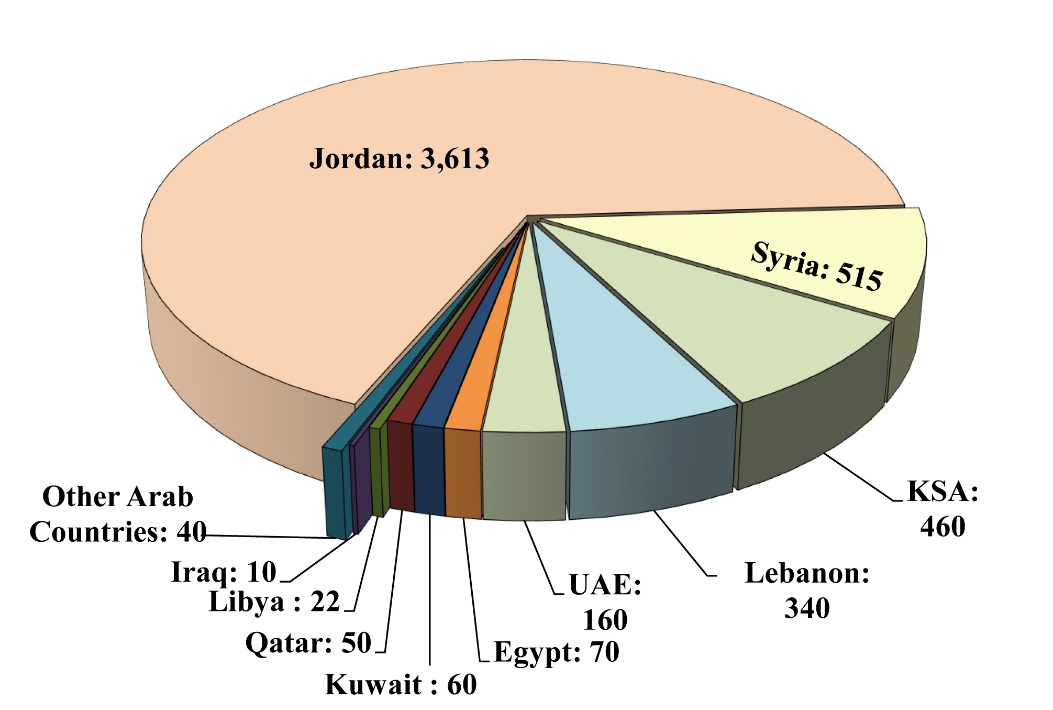 Jordan: 3,613
Syria: 515
KSA:
460
Lebanon:
340
UAE:
160
Egypt: 70
Kuwait : 60
Qatar: 50
Libya : 22
Iraq: 10
Other Arab
Countries: 40